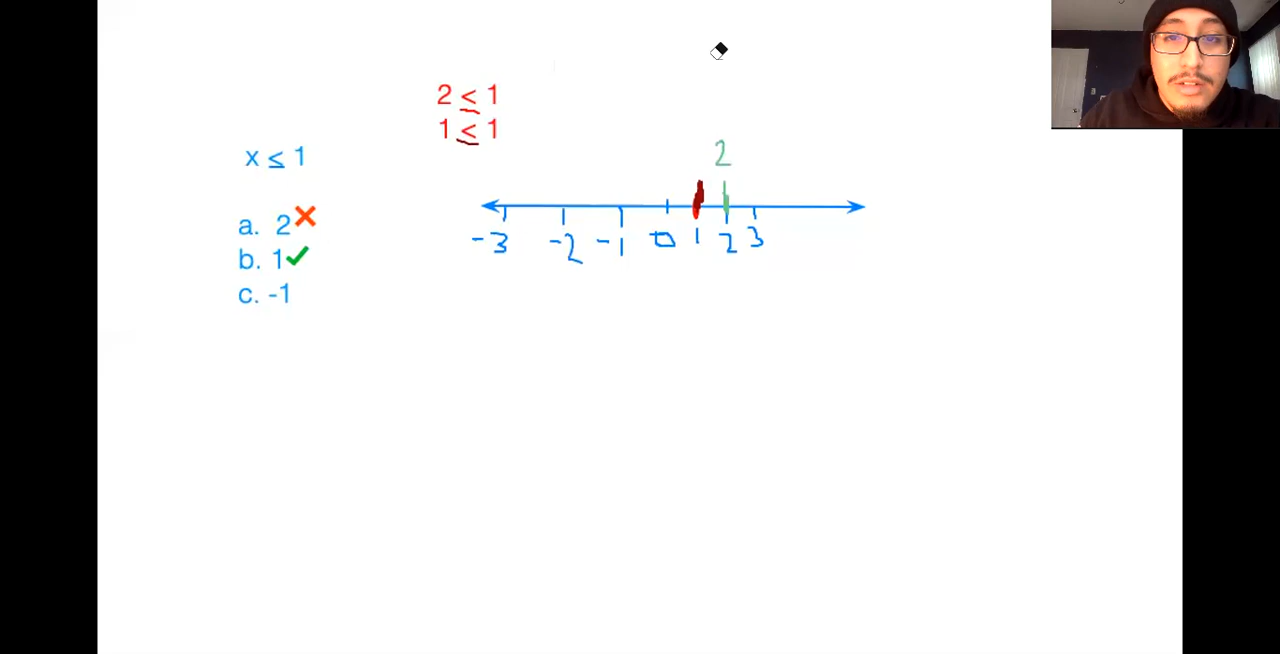 2 ≤ 1
1 ≤ 1
x ≤ 1
2
a. 2
b. 1
c. -1
-3 -2 -1 0 1 2 3